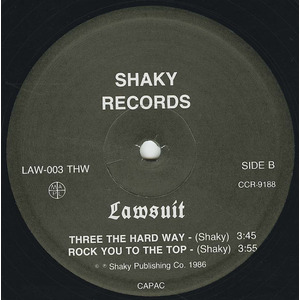 SHAKY
RECORDS
LAW-003 THW
SIDE B
CCR-9188
Lawsuit
THREE THE HARD WAY - (Shaky) 3:45
ROCK YOU TO THE TOP - (Shaky) 3:55
℗ Shaky Publishing Co. 1986
CAPAC